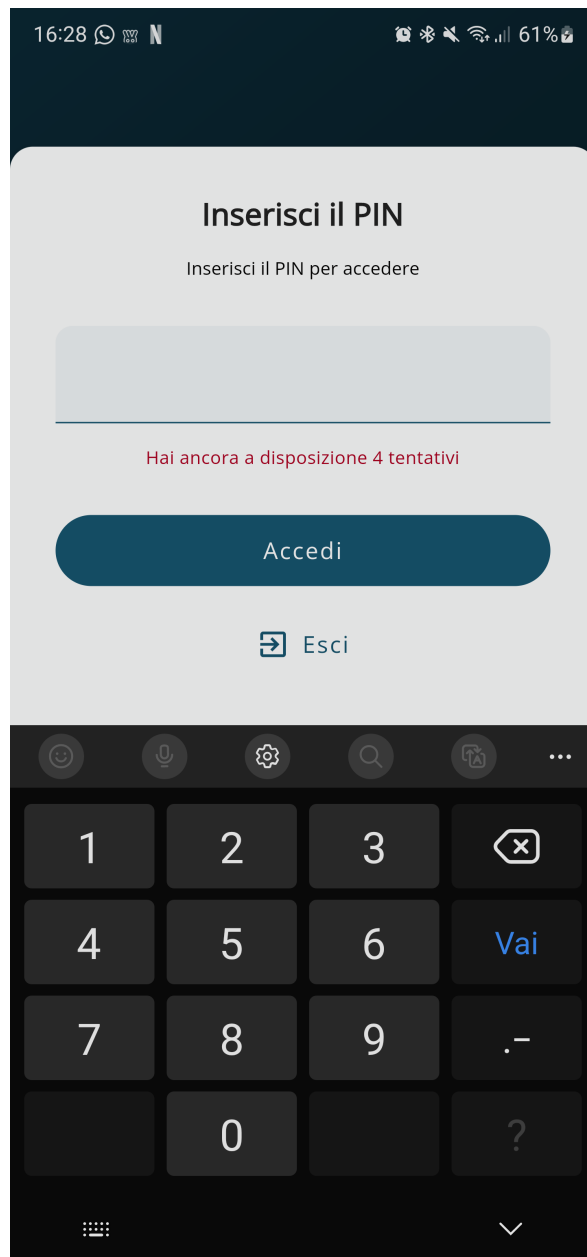 16:28 N 61%
Inserisci il PIN
Inserisci il PIN per accedere
Hai ancora a disposizione 4 tentativi
Accedi
Esci
1 2 3
4 5 6 Vai
7 8 9 .-
0 ?